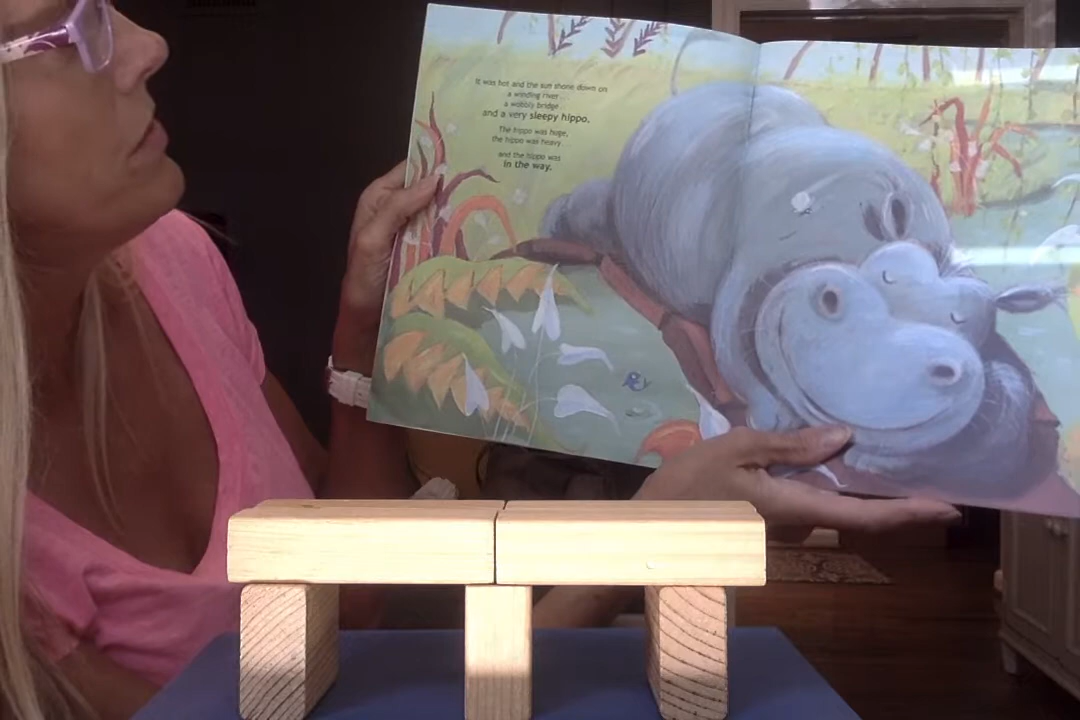 It was hot and the sun shone down on
a winding river...
a wobbly bridge...
and a very sleepy hippo.
The hippo was huge,
the hippo was heavy
and the hippo was
in the way.